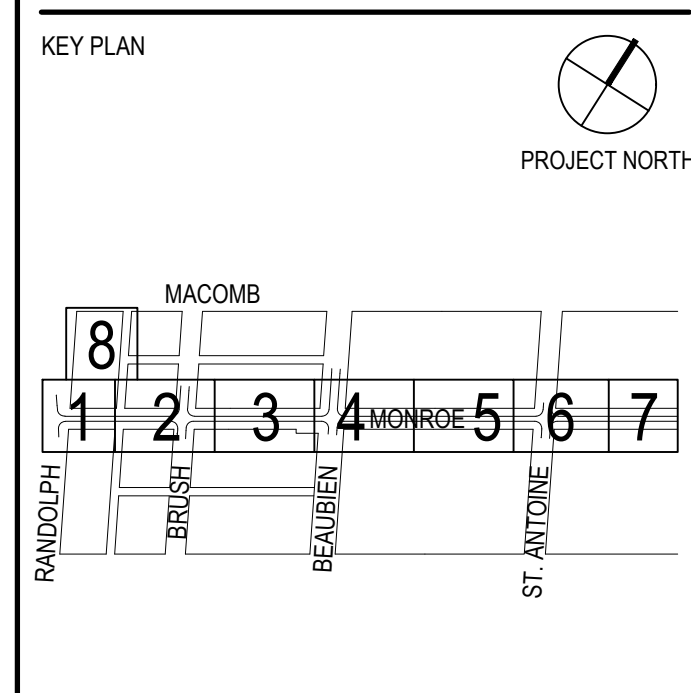 KEY PLAN
PROJECT NORTH
MACOMB
8
1 2 3 4 MONROE 5 6 7
RANDOLPH
BRUSH
BEAUBIEN
ST. ANTOINE